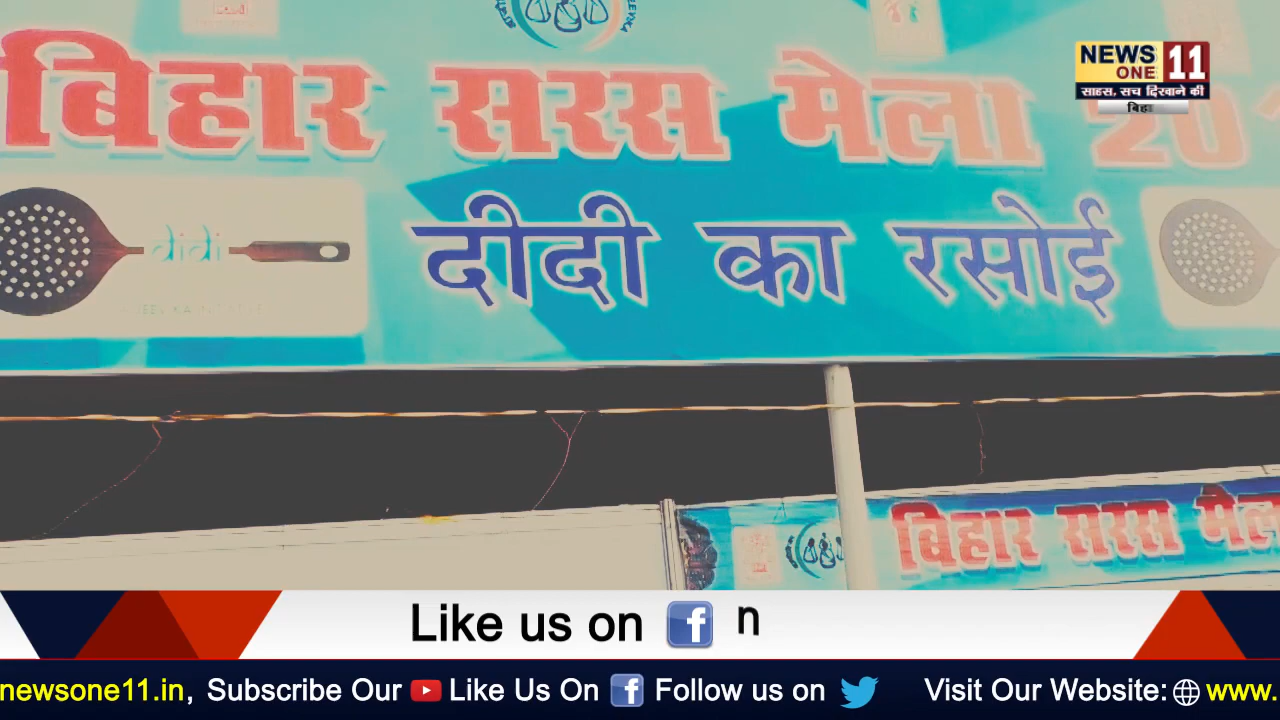 बिहार सरस मेला 20
NEWS
ONE 11
साहस, सच दिखाने की
बिहा
didi
दीदी का रसोई
बिहार सरस मेल
Like us on f n
newsone11.in, Subscribe Our Like Us On f Follow us on Visit Our Website: www.